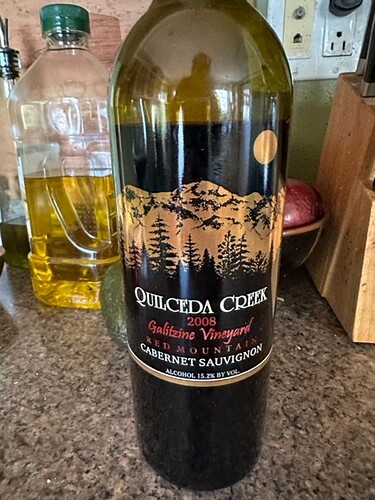 QUILCEDA CREEK
2008
Galitzine Vineyard
RED MOUNTAIN
CABERNET SAUVIGNON
ALCOHOL 15.2% BY VOL.